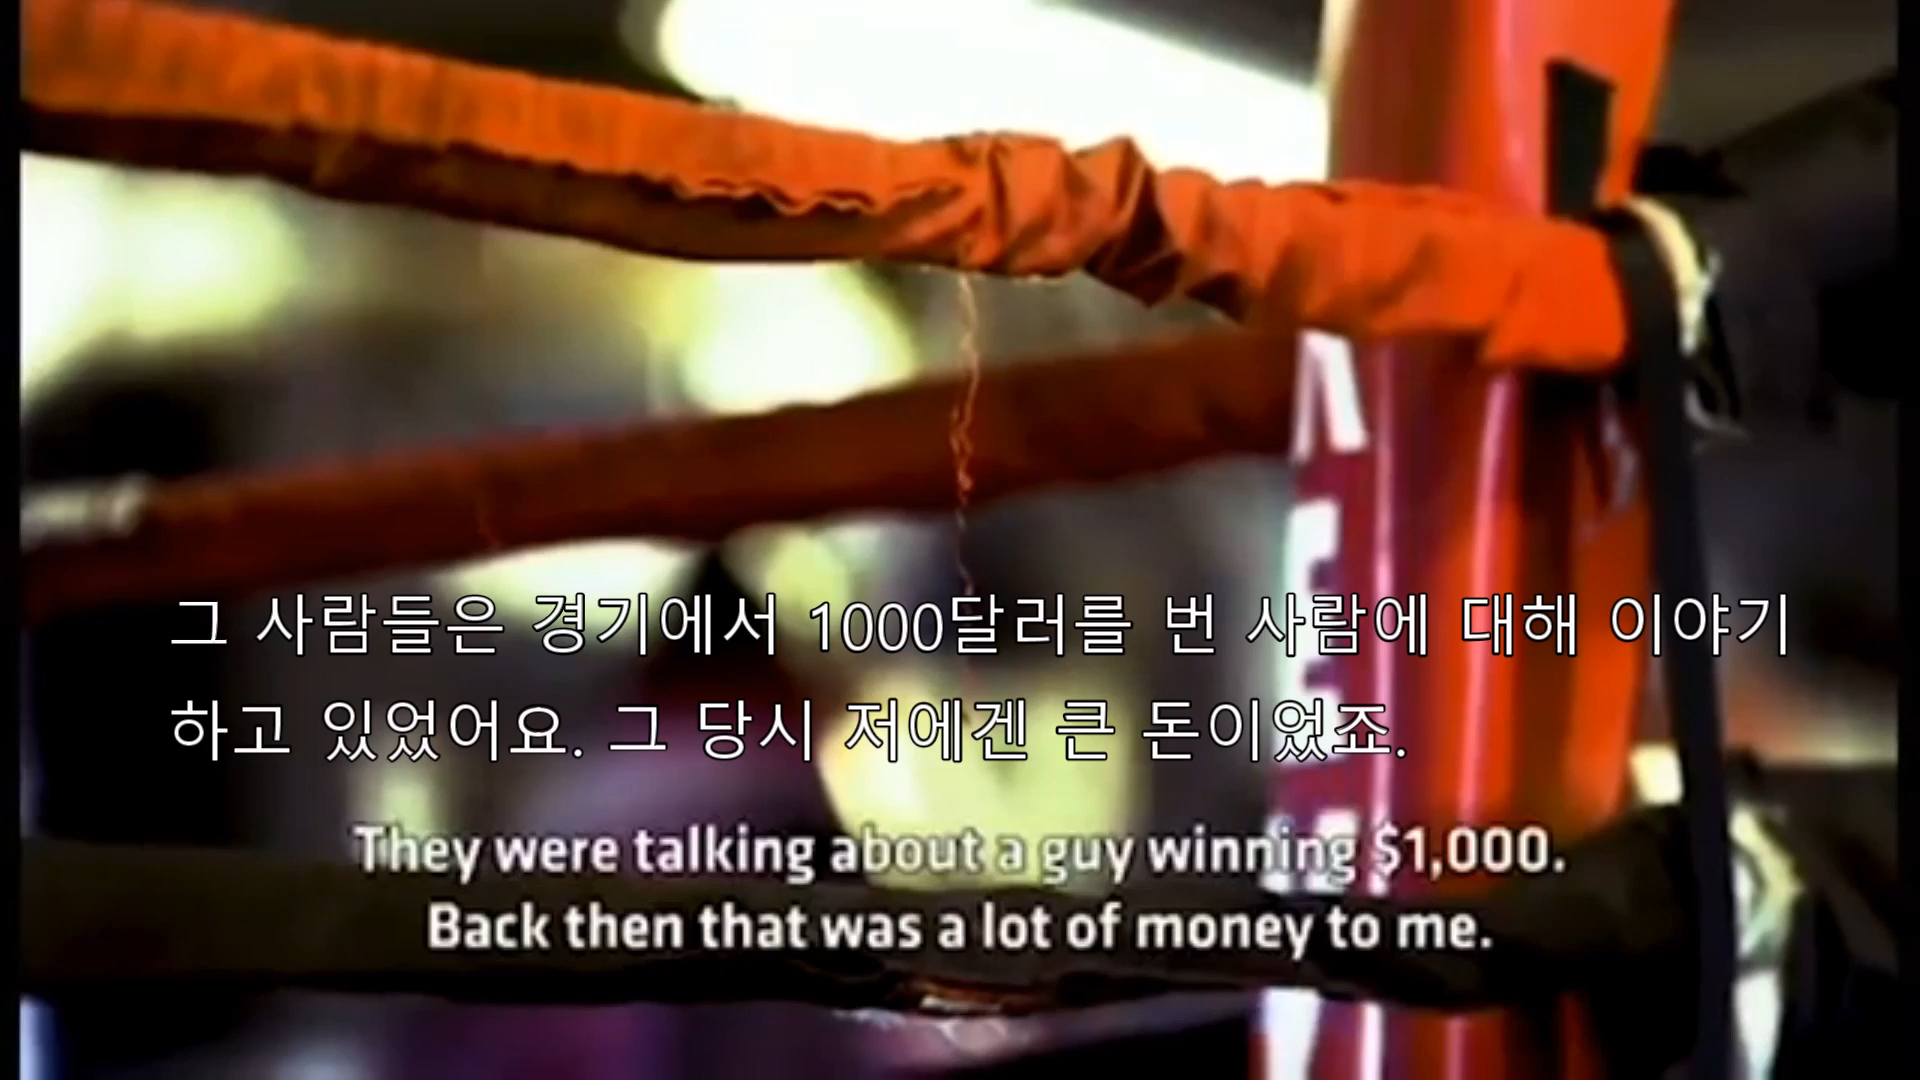 그 사람들은 경기에서 1000달러를 번 사람에 대해 이야기
하고 있었어요. 그 당시 저에겐 큰 돈이었죠.
They were talking about a guy winning $1,000.
Back then that was a lot of money to me.